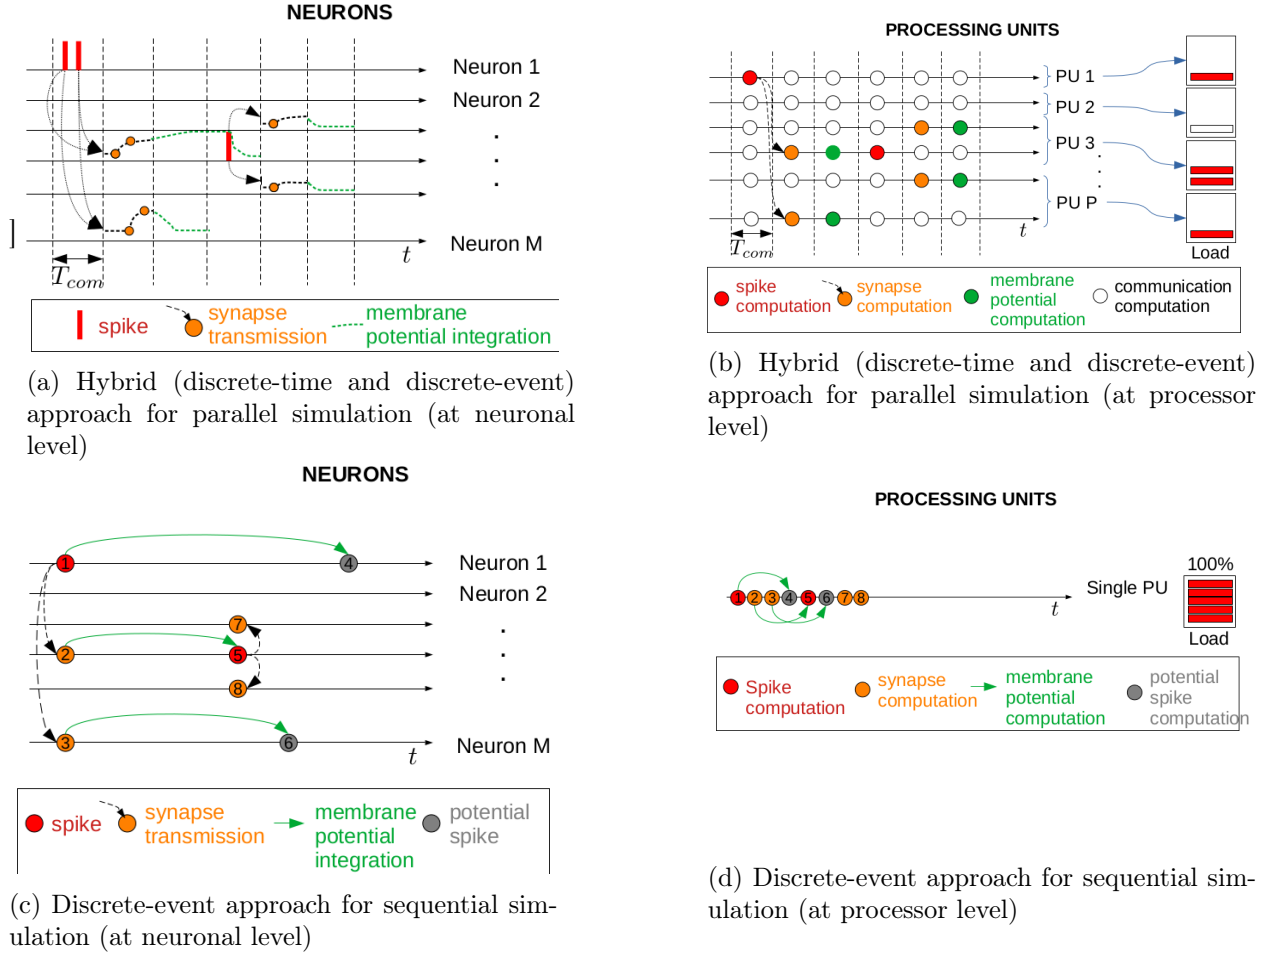 NEURONS
Neuron 1
Neuron 2
.
.
.
Neuron M
]
t
T_com
spike
synapse
transmission
membrane
potential integration
(a) Hybrid (discrete-time and discrete-event)
approach for parallel simulation (at neuronal
level)
PROCESSING UNITS
PU 1
PU 2
PU 3
.
.
.
PU P
t
T_com
Load
spike
computation
synapse
computation
membrane
potential
computation
communication
computation
(b) Hybrid (discrete-time and discrete-event)
approach for parallel simulation (at processor
level)
NEURONS
1
4
Neuron 1
Neuron 2
7
2
5
.
.
.
8
3
6
Neuron M
t
spike
synapse
transmission
membrane
potential
integration
potential
spike
(c) Discrete-event approach for sequential sim-
ulation (at neuronal level)
PROCESSING UNITS
100%
1 2 3 4 5 6 7 8
t
Single PU
Load
Spike
computation
synapse
computation
membrane
potential
computation
potential
spike
computation
(d) Discrete-event approach for sequential sim-
ulation (at processor level)